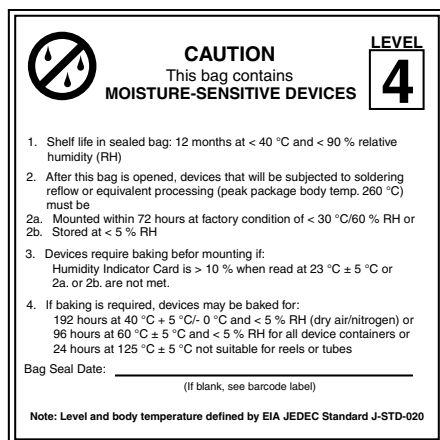 LEVEL
CAUTION
This bag contains
MOISTURE-SENSITIVE DEVICES
4
1. Shelf life in sealed bag: 12 months at < 40 °C and < 90 % relative
humidity (RH)
2. After this bag is opened, devices that will be subjected to soldering
reflow or equivalent processing (peak package body temp. 260 °C)
must be
2a. Mounted within 72 hours at factory condition of < 30 °C/60 % RH or
2b. Stored at < 5 % RH
3. Devices require baking befor mounting if:
Humidity Indicator Card is > 10 % when read at 23 °C ± 5 °C or
2a. or 2b. are not met.
4. If baking is required, devices may be baked for:
192 hours at 40 °C + 5 °C/- 0 °C and < 5 % RH (dry air/nitrogen) or
96 hours at 60 °C ± 5 °C and < 5 % RH for all device containers or
24 hours at 125 °C ± 5 °C not suitable for reels or tubes
Bag Seal Date:
(If blank, see barcode label)
Note: Level and body temperature defined by EIA JEDEC Standard J-STD-020